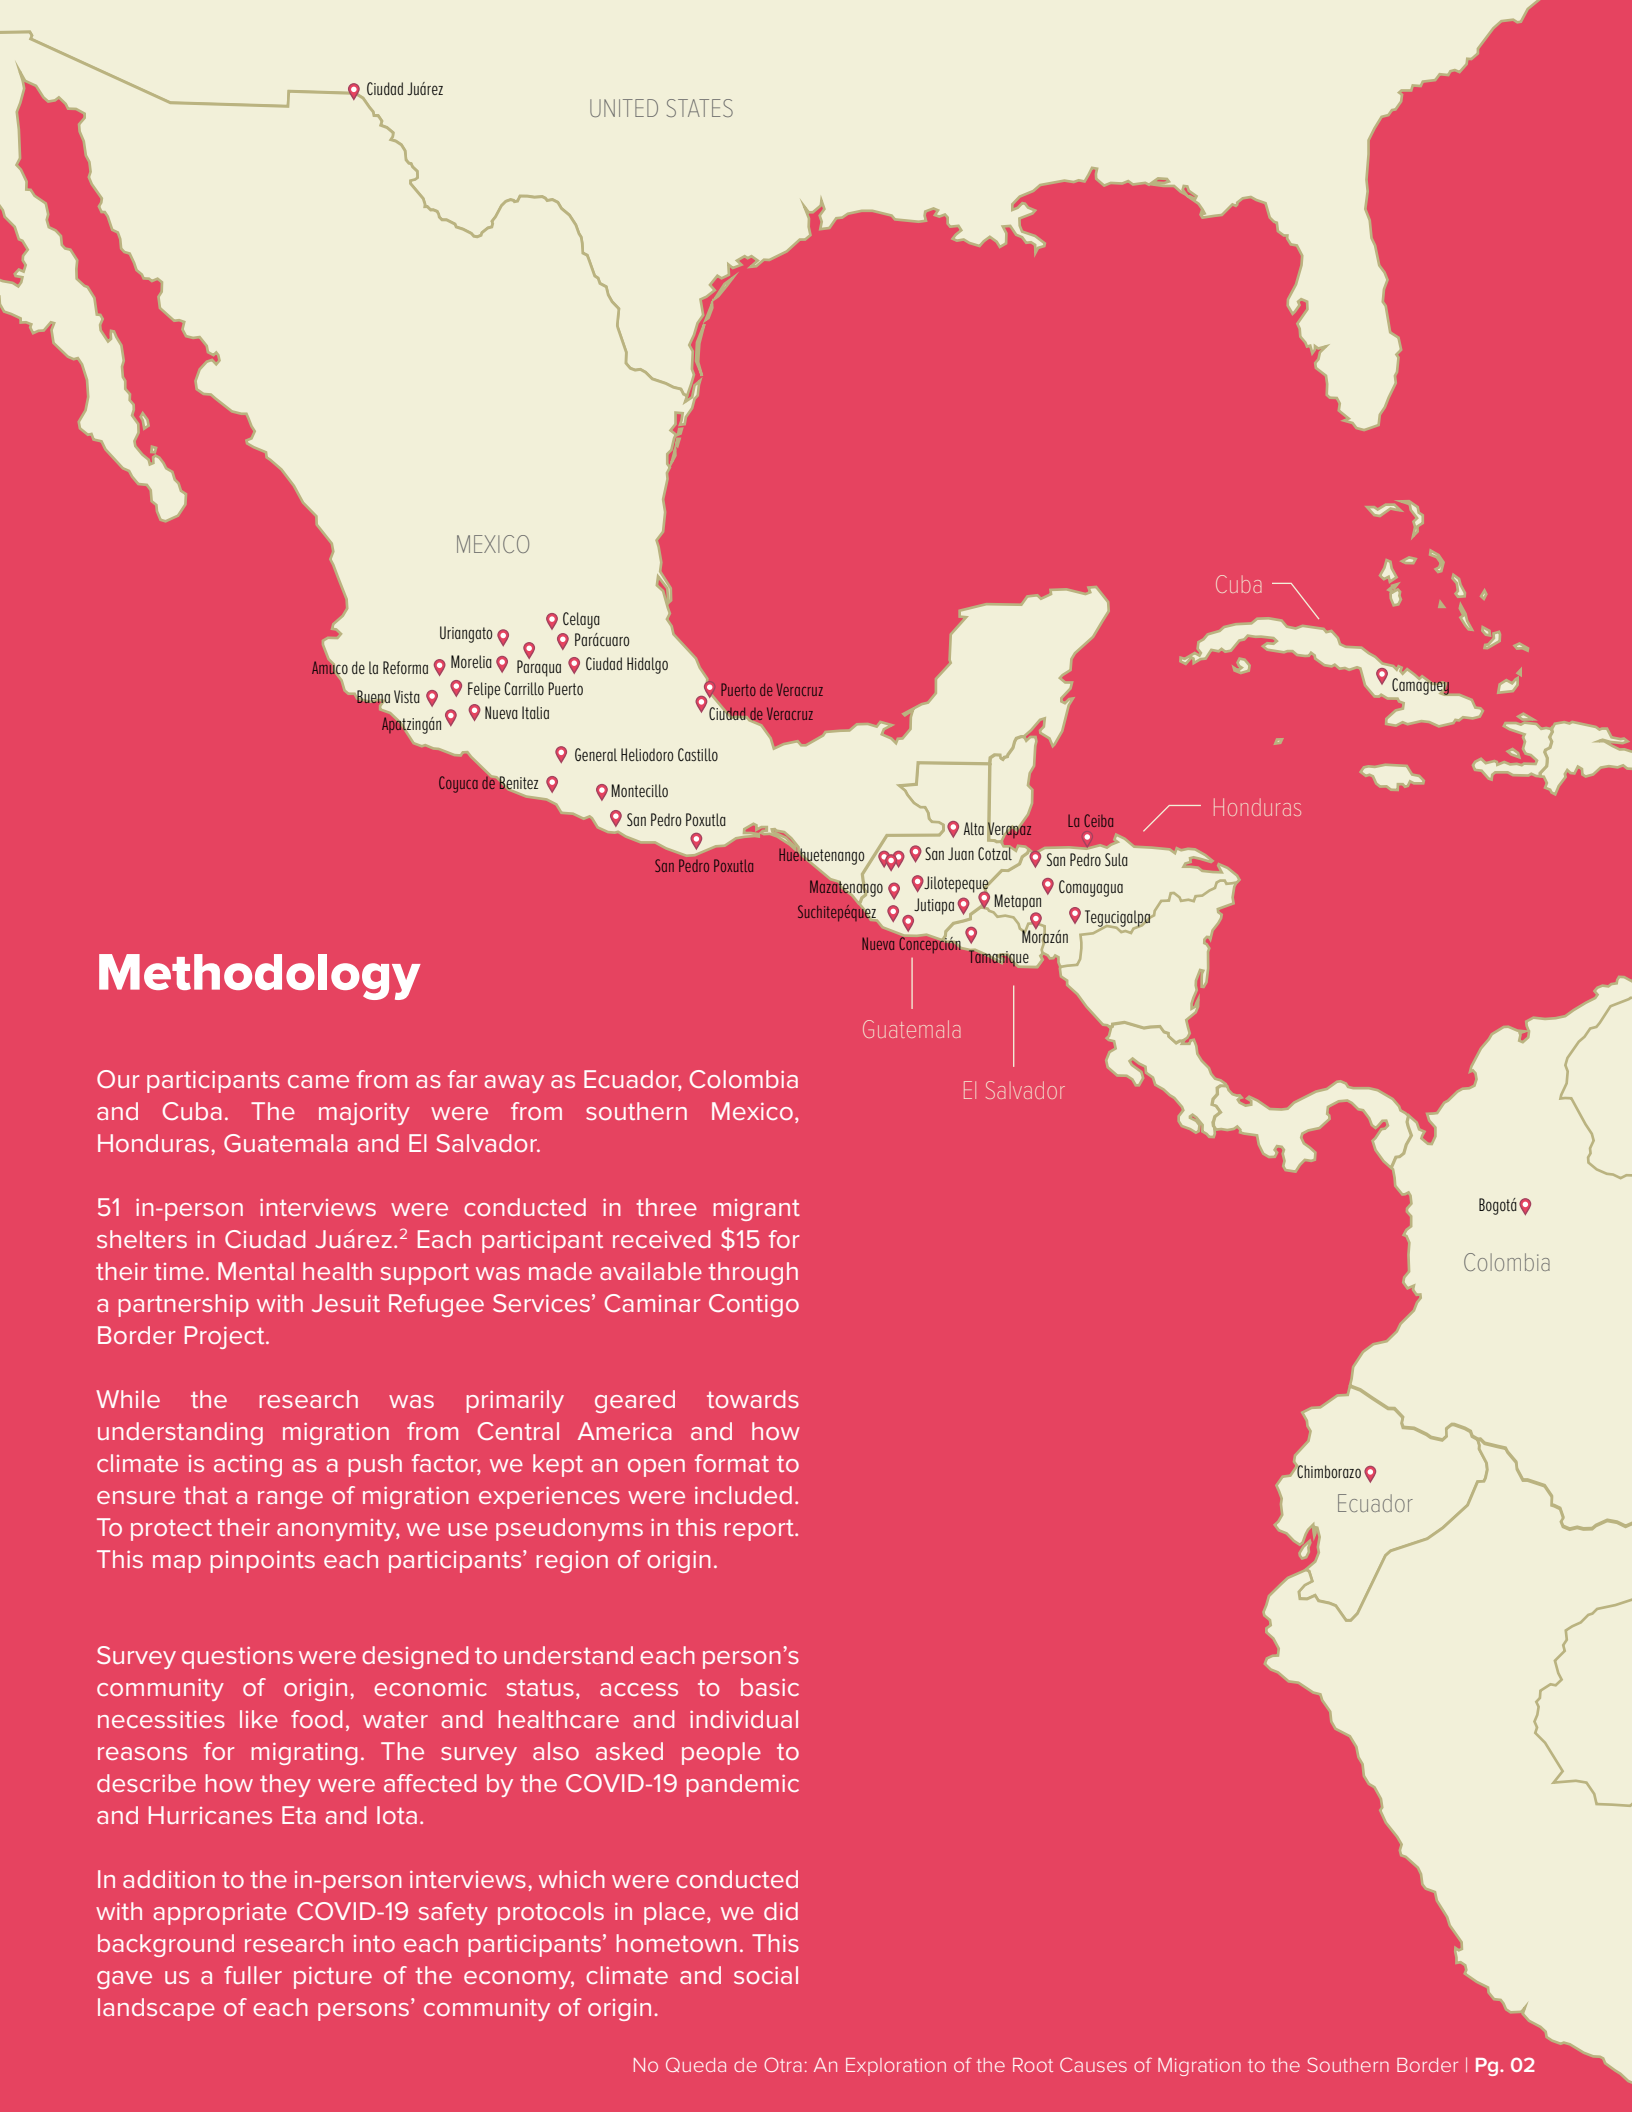 Ciudad Juárez
UNITED STATES
MEXICO
Cuba
Celaya
Uriangato
Parácuaro
Amuco de la Reforma
Morelia
Paraqua
Ciudad Hidalgo
Buena Vista
Felipe Carrillo Puerto
Puerto de Veracruz
Camaguey
Apatzingán
Nueva Italia
Ciudad de Veracruz
General Heliodoro Castillo
Coyuca de Benitez
Montecillo
Honduras
San Pedro Poxutla
Alta Verapaz
La Ceiba
San Pedro Poxutla
Huehuetenango
San Juan Cotzal
San Pedro Sula
Mazatenango
Jilotepeque
Comayagua
Suchitepéquez
Jutiapa
Metapan
Tegucigalpa
Nueva Concepción
Tamanique
Morazán
Guatemala
El Salvador
Bogotá
Colombia
Chimborazo
Ecuador
Methodology
Our participants came from as far away as Ecuador, Colombia
and Cuba. The majority were from southern Mexico,
Honduras, Guatemala and El Salvador.
51 in-person interviews were conducted in three migrant
shelters in Ciudad Juárez.2 Each participant received $15 for
their time. Mental health support was made available through
a partnership with Jesuit Refugee Services’ Caminar Contigo
Border Project.
While the research was primarily geared towards
understanding migration from Central America and how
climate is acting as a push factor, we kept an open format to
ensure that a range of migration experiences were included.
To protect their anonymity, we use pseudonyms in this report.
This map pinpoints each participants’ region of origin.
Survey questions were designed to understand each person’s
community of origin, economic status, access to basic
necessities like food, water and healthcare and individual
reasons for migrating. The survey also asked people to
describe how they were affected by the COVID-19 pandemic
and Hurricanes Eta and Iota.
In addition to the in-person interviews, which were conducted
with appropriate COVID-19 safety protocols in place, we did
background research into each participants’ hometown. This
gave us a fuller picture of the economy, climate and social
landscape of each persons’ community of origin.
No Queda de Otra: An Exploration of the Root Causes of Migration to the Southern Border | Pg. 02